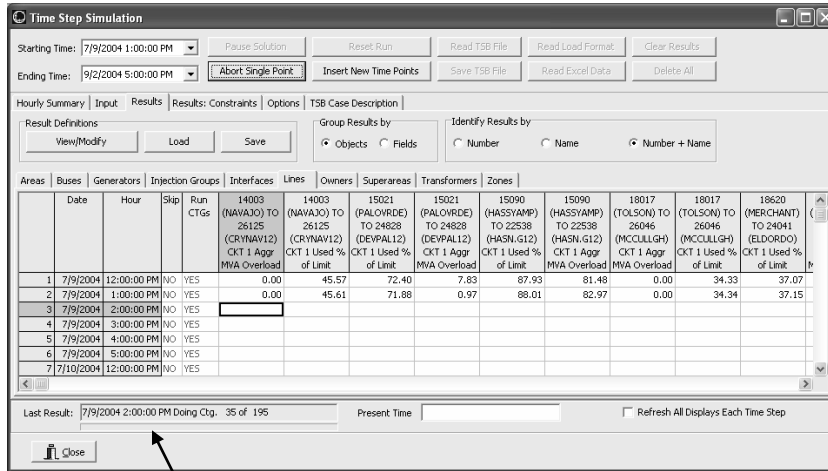 Time Step Simulation
Starting Time: 7/9/2004 1:00:00 PM Pause Solution Reset Run Read TSB File Read Load Format Clear Results
Ending Time: 9/2/2004 5:00:00 PM Abort Single Point Insert New Time Points Save TSB File Read Excel Data Delete All
Hourly Summary Input Results Results: Constraints Options TSB Case Description
Result Definitions Group Results by Identify Results by
View/Modify Load Save Objects Fields Number Name Number + Name
Areas Buses Generators Injection Groups Interfaces Lines Owners Superareas Transformers Zones
Date Hour Skip Run 14003 14003 15021 15021 15090 15090 18017 18017 18620
CTGs (NAVAJO) TO (NAVAJO) TO (PALOVRDE) (PALOVRDE) (HASSYAMP) (HASSYAMP) (TOLSON) TO (TOLSON) TO (MERCHANT)
26125 26125 TO 24828 TO 24828 TO 22538 TO 22538 26046 26046 TO 24041
(CRYNAV12) (CRYNAV12) (DEVPAL12) (DEVPAL12) (HASN.G12) (HASN.G12) (MCCULLGH) (MCCULLGH) (ELDORDO)
CKT 1 Aggr CKT 1 Used % CKT 1 Used % CKT 1 Aggr CKT 1 Used % CKT 1 Aggr CKT 1 Aggr CKT 1 Used % CKT 1 Used %
MVA Overload of Limit of Limit MVA Overload of Limit MVA Overload MVA Overload of Limit of Limit
1 7/9/2004 12:00:00 PM NO YES 0.00 45.57 72.40 7.83 87.93 81.48 0.00 34.33 37.07
2 7/9/2004 1:00:00 PM NO YES 0.00 45.61 71.88 0.97 88.01 82.97 0.00 34.34 37.15
3 7/9/2004 2:00:00 PM NO YES
4 7/9/2004 3:00:00 PM NO YES
5 7/9/2004 4:00:00 PM NO YES
6 7/9/2004 5:00:00 PM NO YES
7 7/10/2004 12:00:00 PM NO YES
Last Result: 7/9/2004 2:00:00 PM Doing Ctg. 35 of 195 Present Time Refresh All Displays Each Time Step
Close